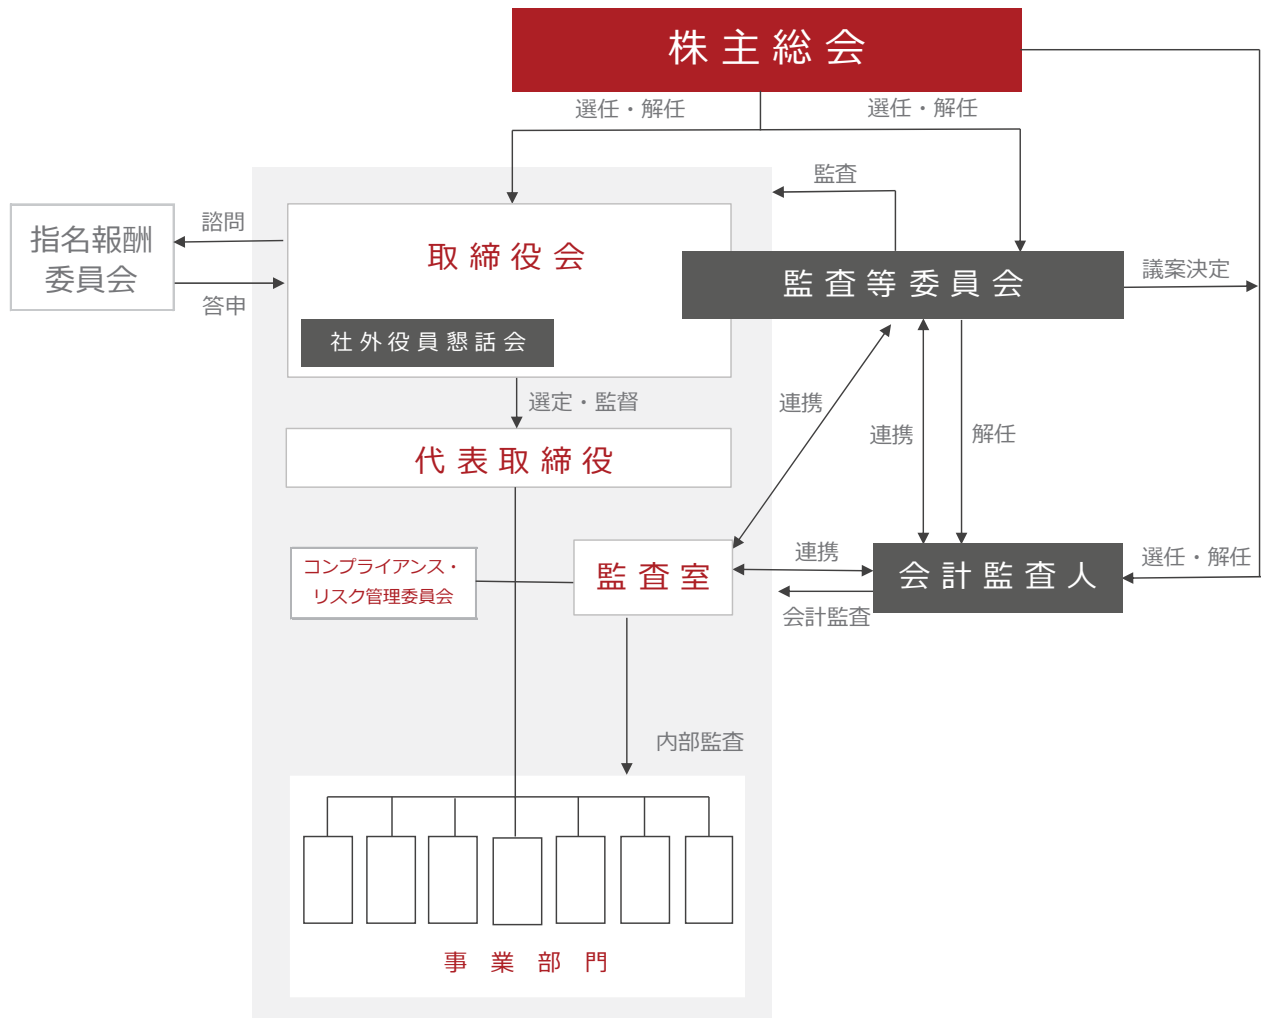 株主総会
選任・解任
選任・解任
監査
諮問
指名報酬
委員会
答申
取締役会
監査等委員会
議案決定
社外役員懇話会
選定・監督
連携
連携
解任
代表取締役
コンプライアンス・
リスク管理委員会
監査室
連携
会計監査人
選任・解任
会計監査
内部監査
事業部門